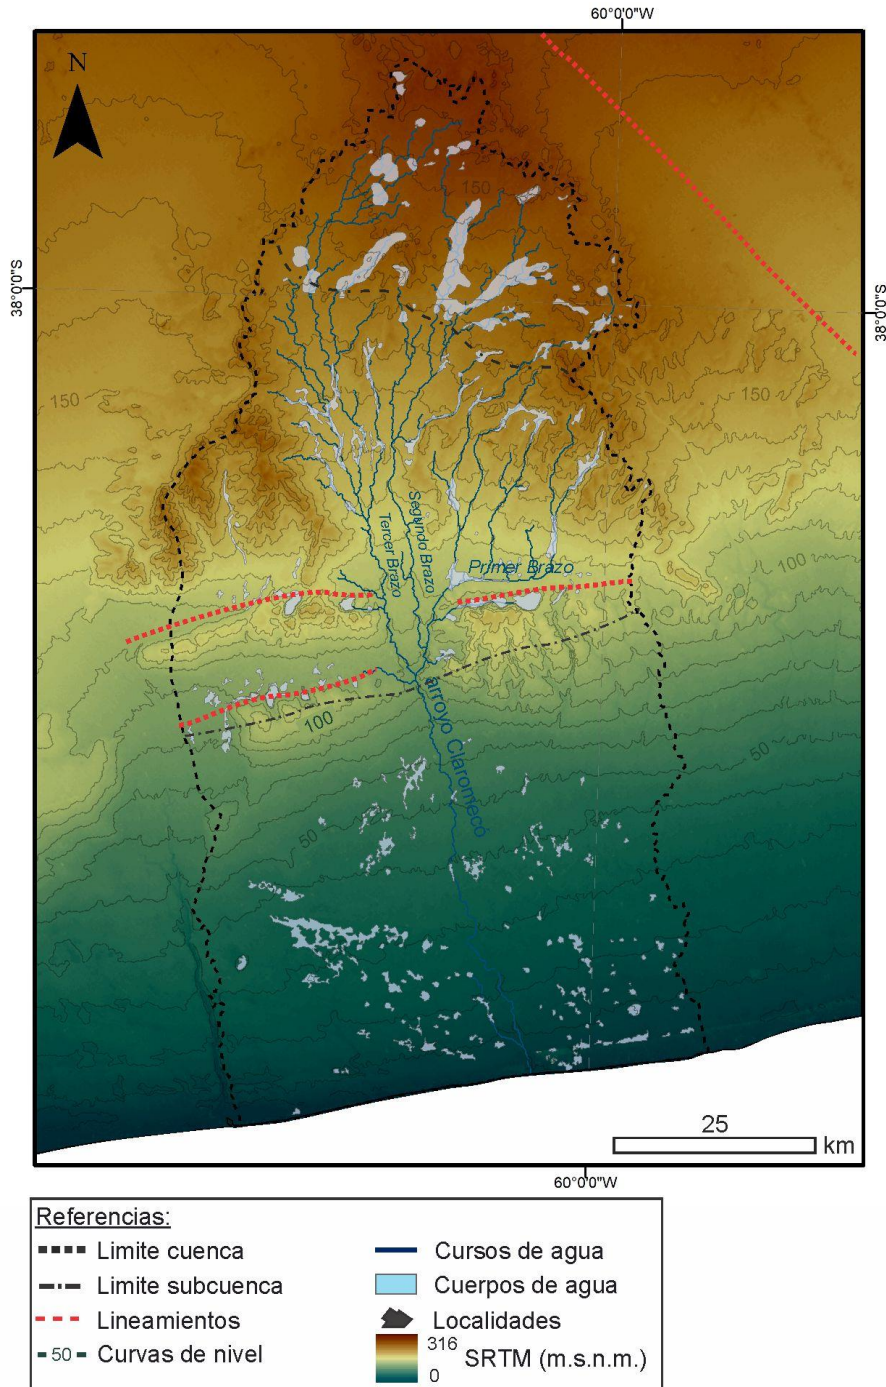 60°0'0"W
N
150
38°0'0"S
38°0'0"S
150
150
Tercer Brazo
Segundo Brazo
Primer Brazo
100
100
arroyo Claromecó
50
50
25
km
60°0'0"W
Referencias:
Limite cuenca
Limite subcuenca
Lineamientos
50 Curvas de nivel
Cursos de agua
Cuerpos de agua
Localidades
316
0
SRTM (m.s.n.m.)